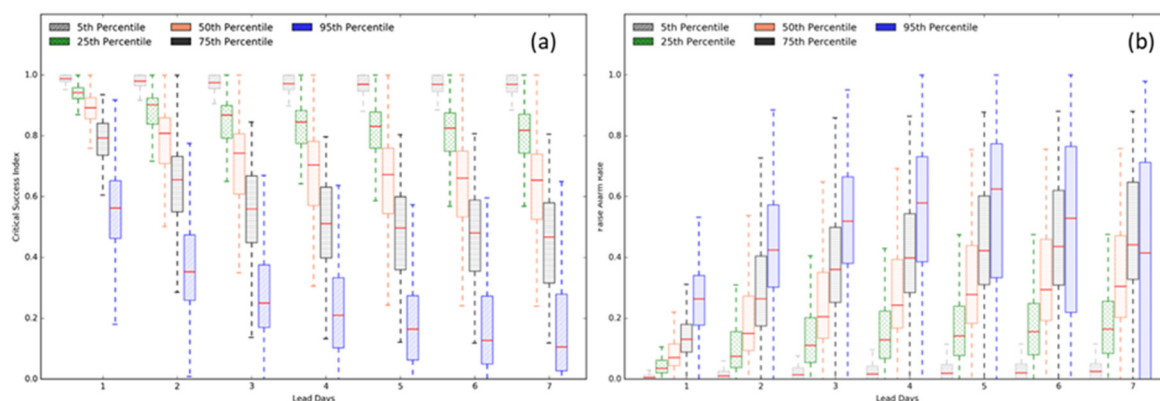 5th Percentile 50th Percentile 95th Percentile
25th Percentile 75th Percentile
(a)
Critical Success Index
1.0
0.8
0.6
0.4
0.2
0.0
1 2 3 4 5 6 7
Lead Days
5th Percentile 50th Percentile 95th Percentile
25th Percentile 75th Percentile
(b)
False Alarm Rate
1.0
0.8
0.6
0.4
0.2
0.0
1 2 3 4 5 6 7
Lead Days